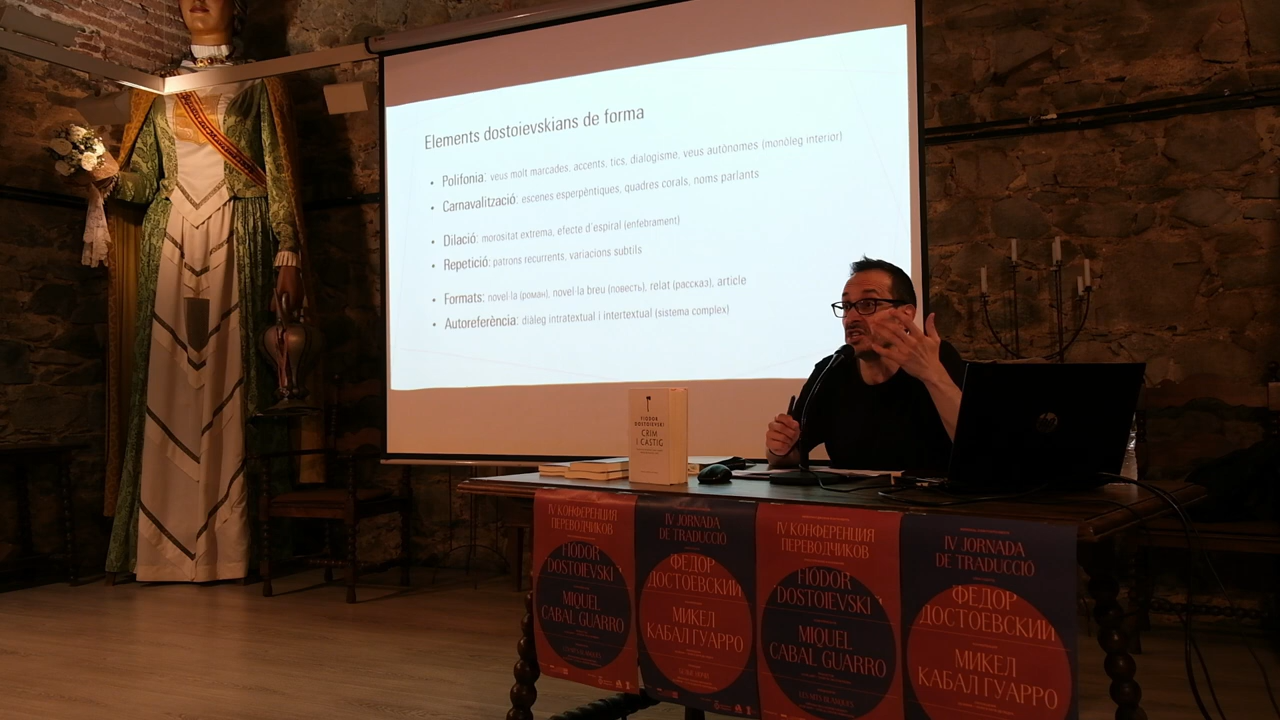 Elements dostoievskians de forma
• Polifonia: veus molt marcades, accents, tics, dialogisme, veus autònomes (monòleg interior)
• Carnavalització: escenes esperpèntiques, quadres corals, noms parlants
• Dilació: morositat extrema, efecte d'espiral (enfebrament)
• Repetició: patrons recurrents, variacions subtils
• Formats: novel·la (роман), novel·la breu (повесть), relat (рассказ), article
• Autoreferència: diàleg intratextual i intertextual (sistema complex)
FIÓDOR
DOSTOIEVSKI
CRIM
I CÀSTIG
IV КОНФЕРЕНЦИЯ
ПЕРЕВОДЧИКОВ
FIÓDOR
DOSTOIEVSKI
MIQUEL
CABAL GUARRO
IV JORNADA
DE TRADUCCIÓ
ФЕДОР
ДОСТОЕВСКИЙ
МИКЕЛ
КАБАЛ ГУАРРО
IV КОНФЕРЕНЦИЯ
ПЕРЕВОДЧИКОВ
FIÓDOR
DOSTOIEVSKI
MIQUEL
CABAL GUARRO
IV JORNADA
DE TRADUCCIÓ
ФЕДОР
ДОСТОЕВСКИЙ
МИКЕЛ
КАБАЛ ГУАРРО